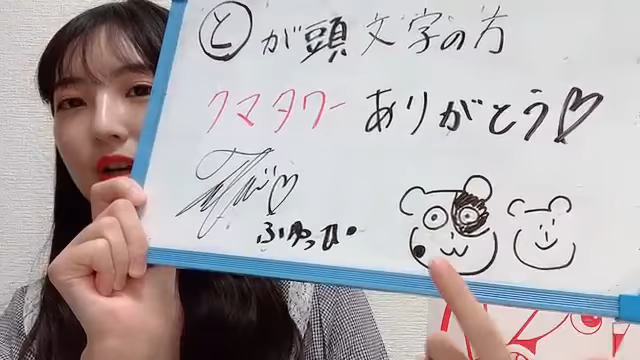 とが頭文字の方
クマタワーありがとう♡
ふゆっぴ。